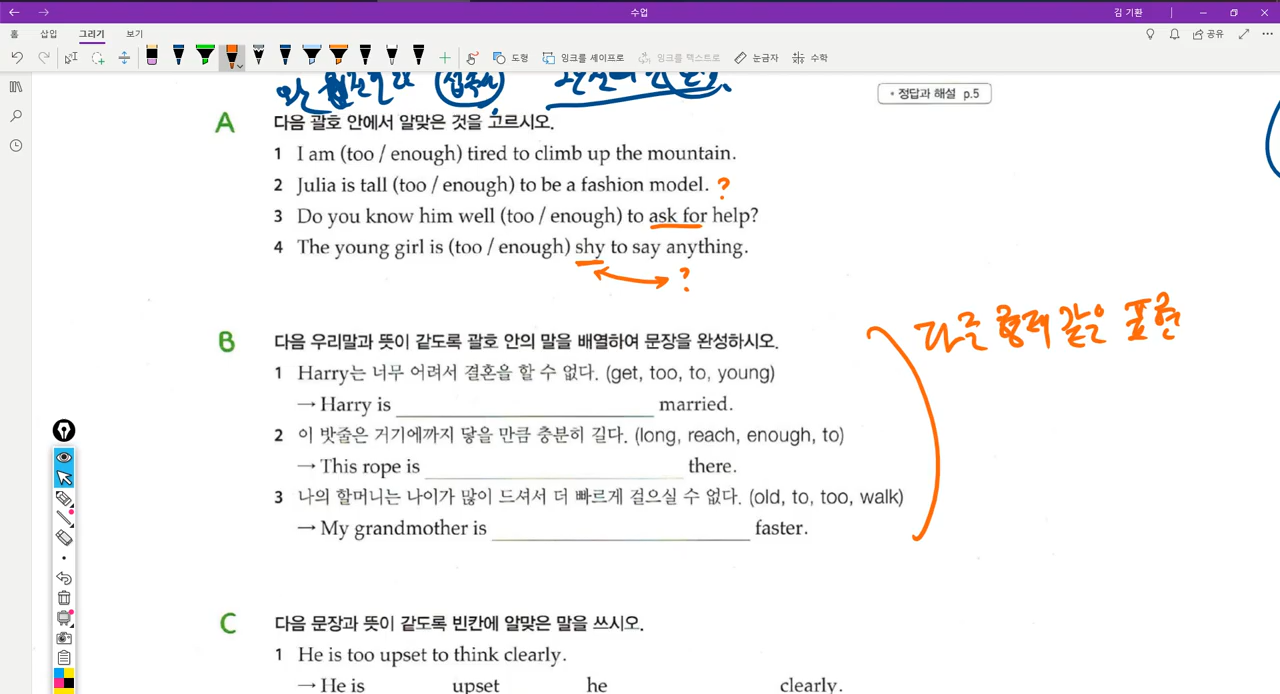 수업
김 기환
홈 삽입 그리기 보기
도형 잉크를 셰이프로 잉크를 텍스트로 눈금자 수학 공유
정답과 해설 p.5
A 다음 괄호 안에서 알맞은 것을 고르시오.
1 I am (too / enough) tired to climb up the mountain.
2 Julia is tall (too / enough) to be a fashion model. ?
3 Do you know him well (too / enough) to ask for help?
4 The young girl is (too / enough) shy to say anything.
?
다른 형태 같은 표현
B 다음 우리말과 뜻이 같도록 괄호 안의 말을 배열하여 문장을 완성하시오.
1 Harry는 너무 어려서 결혼을 할 수 없다. (get, too, to, young)
→ Harry is ____ married.
2 이 밧줄은 거기에까지 닿을 만큼 충분히 길다. (long, reach, enough, to)
→ This rope is ____ there.
3 나의 할머니는 나이가 많이 드셔서 더 빠르게 걸으실 수 없다. (old, to, too, walk)
→ My grandmother is ____ faster.
C 다음 문장과 뜻이 같도록 빈칸에 알맞은 말을 쓰시오.
1 He is too upset to think clearly.
→ He is upset he clearly.